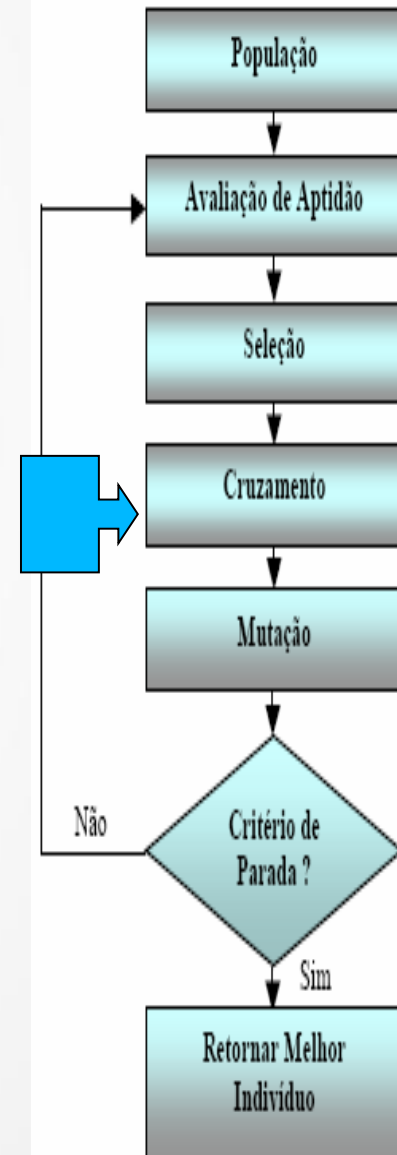 População
Avaliação de Aptidão
Seleção
Cruzamento
Mutação
Critério de
Parada ?
Não
Sim
Retornar Melhor
Indivíduo